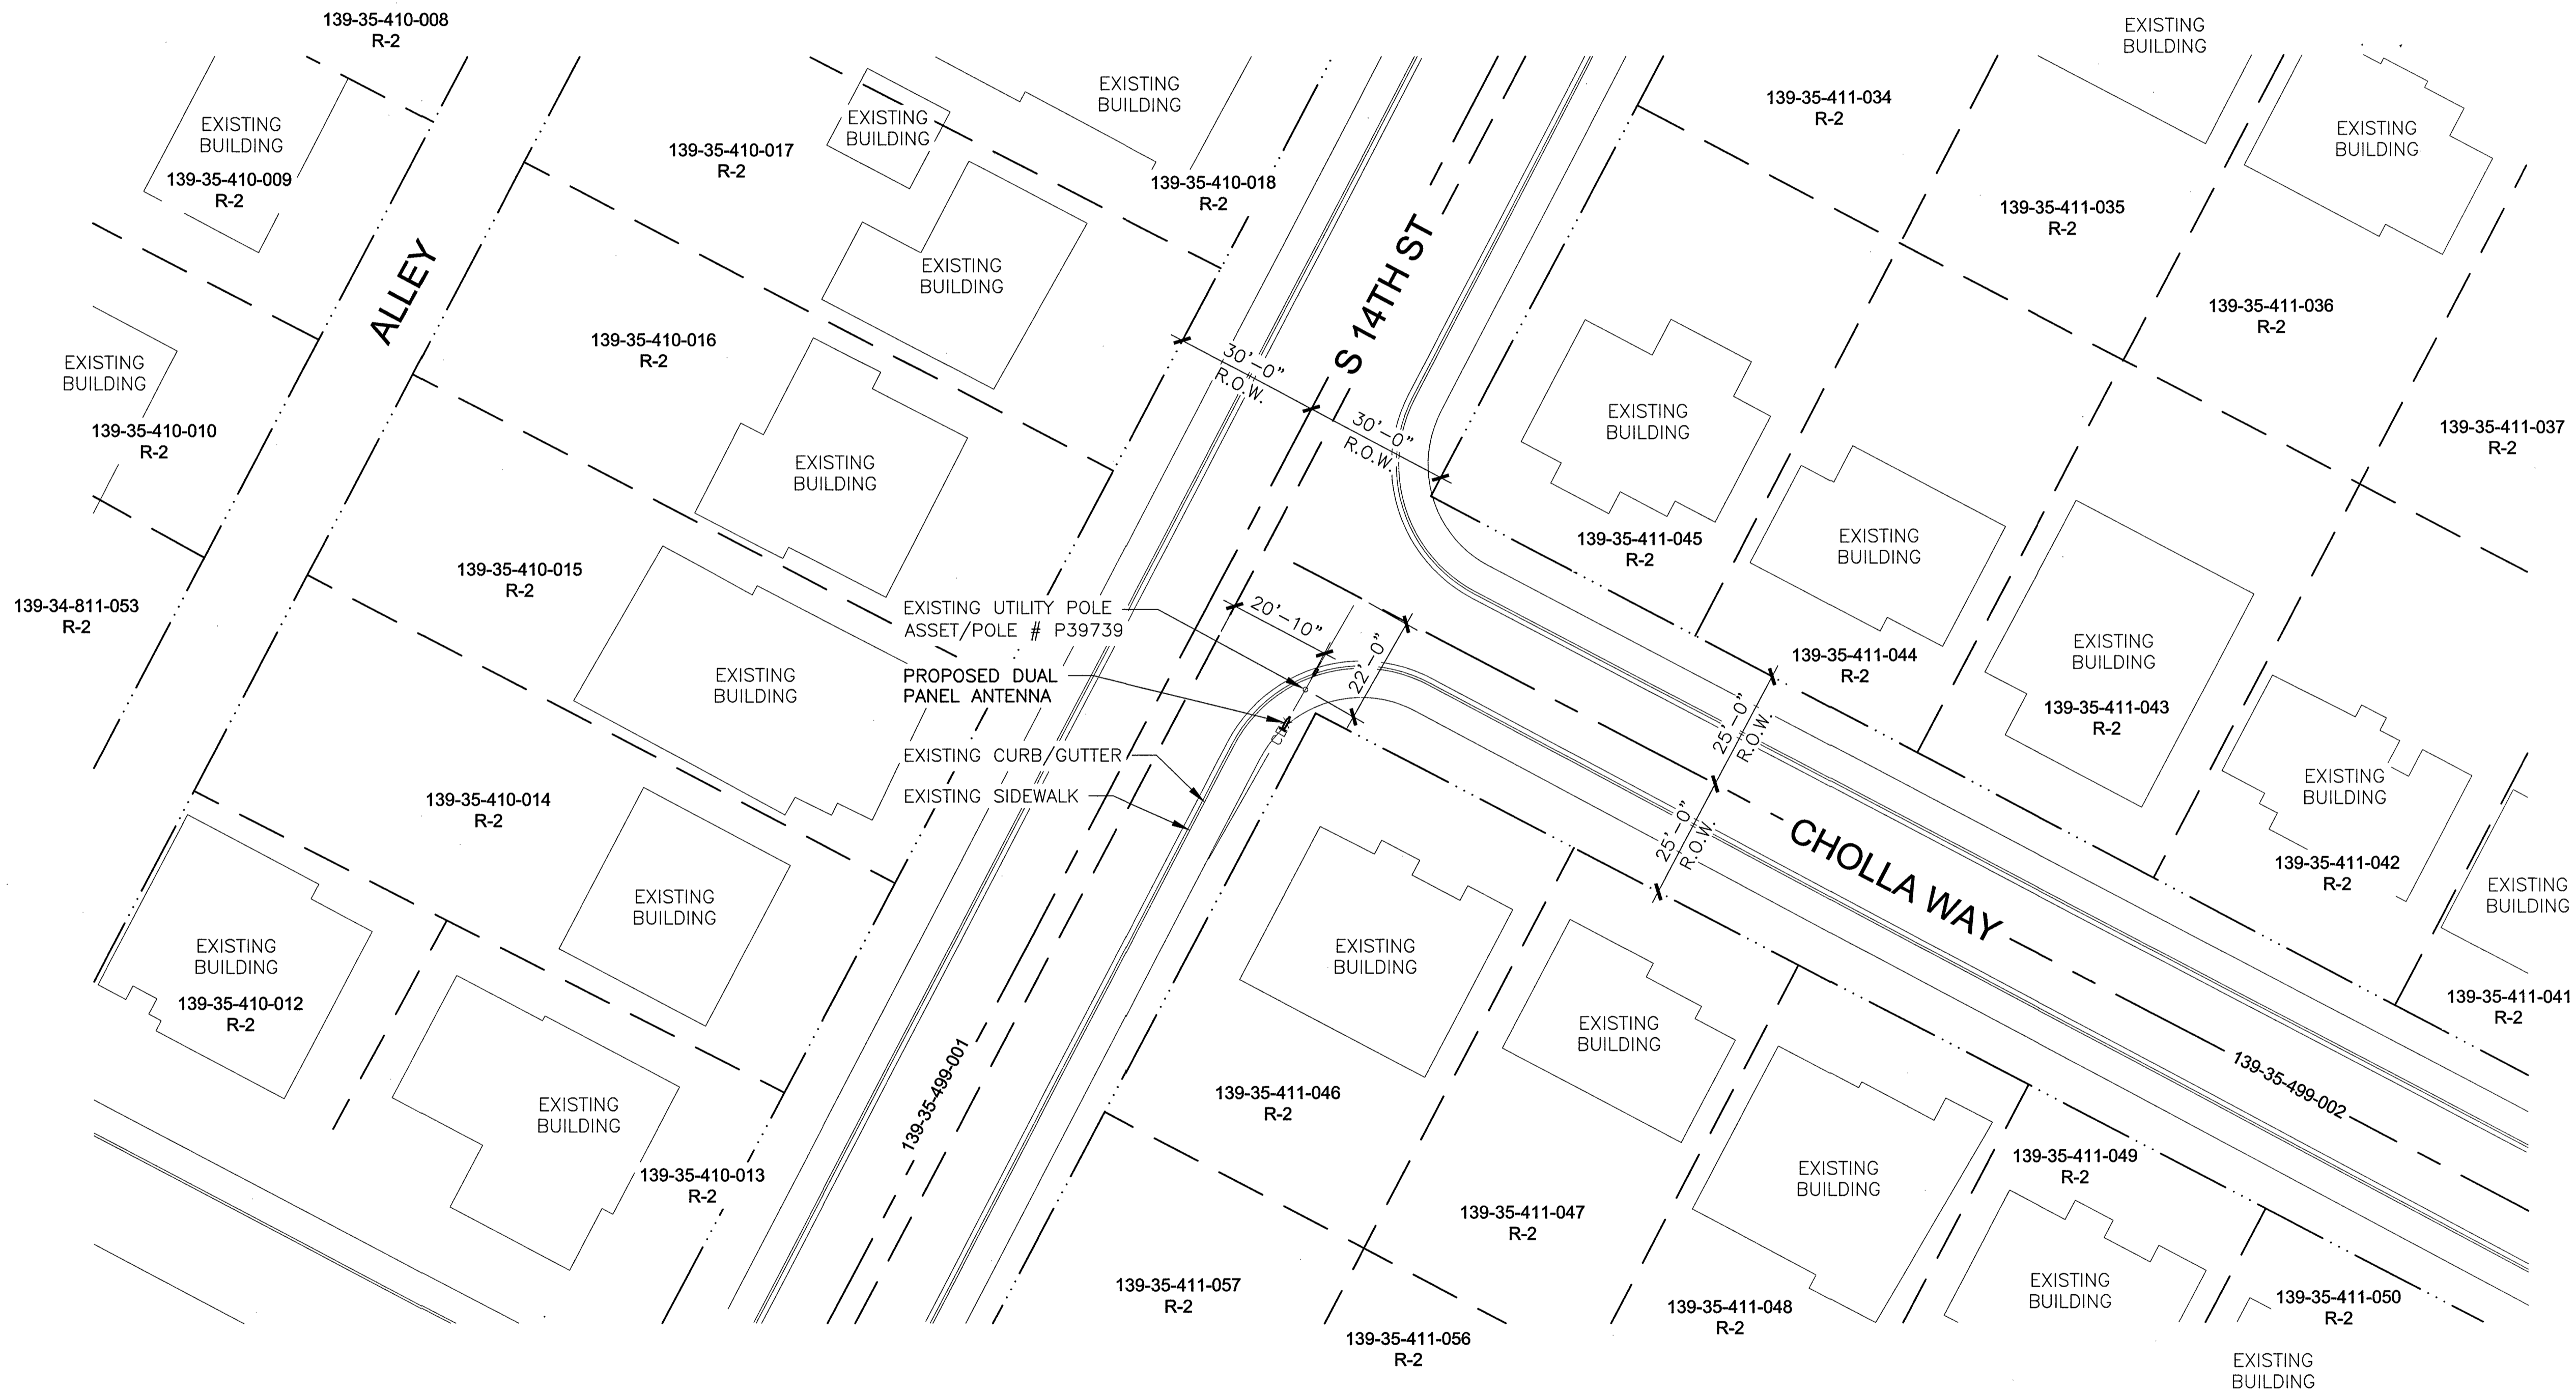 139-35-410-008
R-2
EXISTING
BUILDING
139-35-410-009
R-2
ALLEY
139-35-410-017
R-2
EXISTING
BUILDING
EXISTING
BUILDING
139-35-410-018
R-2
EXISTING
BUILDING
S 14TH ST
139-35-411-034
R-2
EXISTING
BUILDING
EXISTING
BUILDING
139-35-411-035
R-2
139-35-411-036
R-2
139-35-411-037
R-2
EXISTING
BUILDING
139-35-410-010
R-2
139-35-410-016
R-2
EXISTING
BUILDING
30'-0"
R.O.W.
30'-0"
R.O.W.
EXISTING
BUILDING
139-35-411-045
R-2
EXISTING
BUILDING
139-35-411-044
R-2
EXISTING
BUILDING
139-35-411-043
R-2
139-34-811-053
R-2
139-35-410-015
R-2
EXISTING
BUILDING
EXISTING UTILITY POLE
ASSET/POLE # P39739
PROPOSED DUAL
PANEL ANTENNA
EXISTING CURB/GUTTER
EXISTING SIDEWALK
20'-10"
22'-0"
25'-0"
R.O.W.
25'-0"
R.O.W.
CHOLLA WAY
EXISTING
BUILDING
139-35-411-042
R-2
EXISTING
BUILDING
139-35-411-041
R-2
139-35-410-014
R-2
EXISTING
BUILDING
EXISTING
BUILDING
139-35-410-012
R-2
EXISTING
BUILDING
139-35-410-013
R-2
139-35-499-001
EXISTING
BUILDING
139-35-411-046
R-2
EXISTING
BUILDING
139-35-411-047
R-2
EXISTING
BUILDING
139-35-411-048
R-2
139-35-411-049
R-2
139-35-499-002
EXISTING
BUILDING
139-35-411-050
R-2
EXISTING
BUILDING
139-35-411-057
R-2
139-35-411-056
R-2